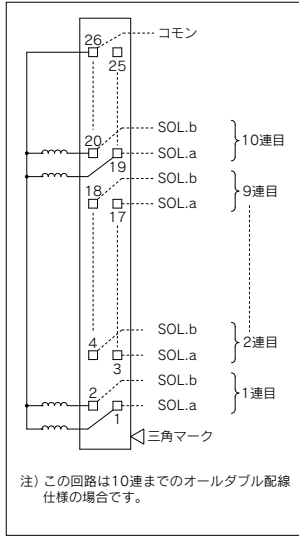 コモン
26
25
SOL.b
20
10連目
SOL.a
19
SOL.b
18
9連目
SOL.a
17
SOL.b
4
2連目
SOL.a
3
SOL.b
2
1連目
SOL.a
1
三角マーク
注）この回路は10連までのオールダブル配線
仕様の場合です。